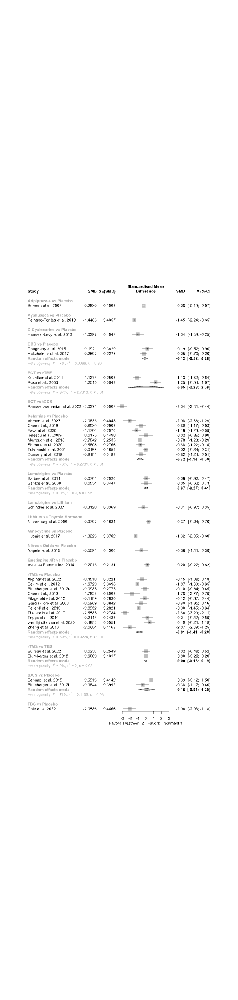 Standardised Mean
Study SMD SE(SMD) Difference SMD 95%-CI
Aripiprazole vs Placebo
Berman et al. 2007 -0.2830 0.1068 -0.28 [-0.49; -0.07]
Ayahuasca vs Placebo
Palhano-Fontes et al. 2019 -1.4483 0.4057 -1.45 [-2.24; -0.65]
D-Cycloserine vs Placebo
Heresco-Levy et al. 2013 -1.0397 0.4047 -1.04 [-1.83; -0.25]
DBS vs Placebo
Dougherty et al. 2015 0.1921 0.3620 0.19 [-0.52; 0.90]
Holtzheimer et al. 2017 -0.2507 0.2275 -0.25 [-0.70; 0.20]
Random effects model -0.12 [-0.52; 0.28]
Heterogeneity: I² = 7%, τ² = 0.0066, p = 0.30
ECT vs rTMS
Keshtkar et al. 2011 -1.1274 0.2503 -1.13 [-1.62; -0.64]
Rosa et al., 2006 1.2515 0.3643 1.25 [ 0.54; 1.97]
Random effects model 0.05 [-2.28; 2.38]
Heterogeneity: I² = 97%, τ² = 2.7318, p < 0.01
ECT vs tDCS
Ramasubramanian et al. 2022 -3.0371 0.3067 -3.04 [-3.64; -2.44]
Ketamine vs Placebo
Ahmed et al. 2023 -2.0833 0.4048 -2.08 [-2.88; -1.29]
Chen et al., 2018 -0.6039 0.2903 -0.60 [-1.17; -0.03]
Fava et al. 2020 -1.1764 0.2976 -1.18 [-1.76; -0.59]
Ionescu et al. 2009 0.0175 0.4490 0.02 [-0.86; 0.90]
Murrough et al. 2013 -0.7842 0.2533 -0.78 [-1.28; -0.29]
Shiroma et al. 2020 -0.6808 0.2766 -0.68 [-1.22; -0.14]
Takahashi et al. 2021 -0.0168 0.1652 -0.02 [-0.34; 0.31]
Domany et al. 2019 -0.6181 0.3188 -0.62 [-1.24; 0.01]
Random effects model -0.72 [-1.14; -0.30]
Heterogeneity: I² = 78%, τ² = 0.2791, p < 0.01
Lamotrigine vs Placebo
Barbee et al. 2011 0.0761 0.2026 0.08 [-0.32; 0.47]
Santos et al., 2008 0.0534 0.3447 0.05 [-0.62; 0.73]
Random effects model 0.07 [-0.27; 0.41]
Heterogeneity: I² = 0%, τ² = 0, p = 0.95
Lamotrigine vs Lithium
Schindler et al. 2007 -0.3120 0.3369 -0.31 [-0.97; 0.35]
Lithium vs Thyroid Hormone
Nierenberg et al. 2006 0.3707 0.1684 0.37 [ 0.04; 0.70]
Minocycline vs Placebo
Husain et al. 2017 -1.3226 0.3702 -1.32 [-2.05; -0.60]
Nitrous Oxide vs Placebo
Nagele et al. 2015 -0.5591 0.4366 -0.56 [-1.41; 0.30]
Quetiapine XR vs Placebo
Astellas Pharma Inc. 2014 0.2013 0.2131 0.20 [-0.22; 0.62]
rTMS vs Placebo
Akpinar et al. 2022 -0.4510 0.3221 -0.45 [-1.08; 0.18]
Bakim et al., 2012 -1.0720 0.3698 -1.07 [-1.80; -0.35]
Blumberger et al. 2012a -0.0985 0.2773 -0.10 [-0.64; 0.45]
Chen et al., 2013 -1.7823 0.5063 -1.78 [-2.77; -0.79]
Fitzgerald et al. 2012 -0.1189 0.2830 -0.12 [-0.67; 0.44]
Garcia-Toro et al. 2006 -0.5969 0.3842 -0.60 [-1.35; 0.16]
Pallanti et al. 2010 -0.8952 0.2821 -0.90 [-1.45; -0.34]
Theleretis et al. 2017 -2.6585 0.2784 -2.66 [-3.20; -2.11]
Triggs et al. 2010 0.2114 0.3483 0.21 [-0.47; 0.89]
van Eijndhoven et al. 2020 0.4853 0.3551 0.49 [-0.21; 1.18]
Zheng et al. 2010 -2.0684 0.4168 -2.07 [-2.89; -1.25]
Random effects model -0.81 [-1.41; -0.20]
Heterogeneity: I² = 89%, τ² = 0.9224, p < 0.01
rTMS vs TBS
Bulteau et al. 2022 0.0236 0.2549 0.02 [-0.48; 0.52]
Blumberger et al. 2018 0.0000 0.1017 0.00 [-0.20; 0.20]
Random effects model 0.00 [-0.18; 0.19]
Heterogeneity: I² = 0%, τ² = 0, p = 0.93
tDCS vs Placebo
Bennabi et al. 2015 0.6916 0.4142 0.69 [-0.12; 1.50]
Blumberger et al. 2012b -0.3844 0.3992 -0.38 [-1.17; 0.40]
Random effects model 0.15 [-0.91; 1.20]
Heterogeneity: I² = 71%, τ² = 0.4135, p = 0.06
TBS vs Placebo
Cole et al. 2022 -2.0586 0.4466 -2.06 [-2.93; -1.18]
-3 -2 -1 0 1 2 3
Favors Treatment 2 Favors Treatment 1